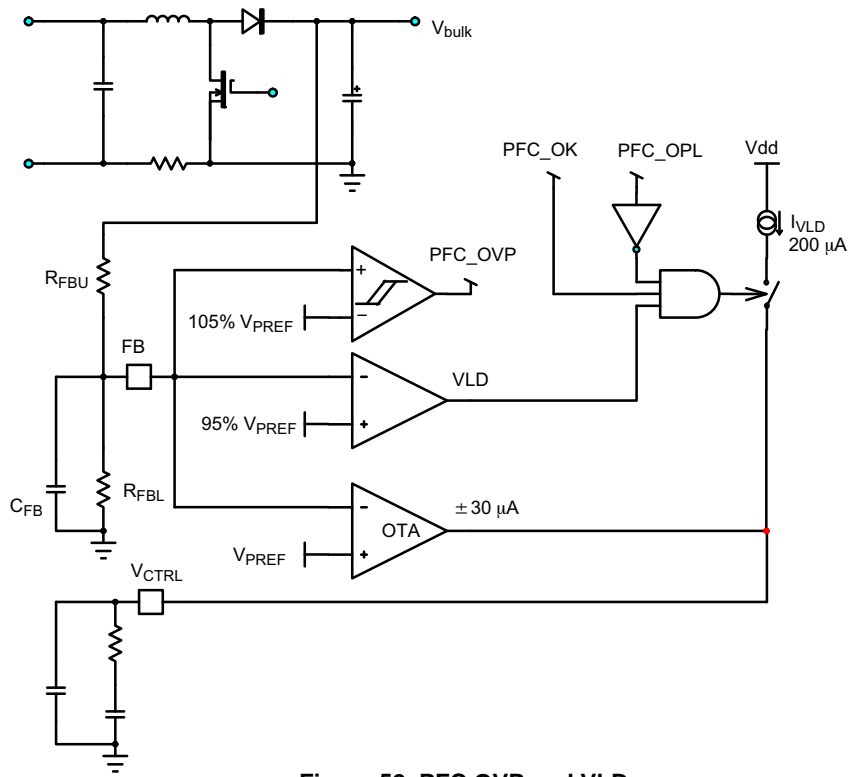 V_bulk
PFC_OK
PFC_OPL
Vdd
I_VLD
200 μA
PFC_OVP
R_FBU
+
−
105% V_PREF
FB
-
VLD
95% V_PREF
+
C_FB
R_FBL
-
OTA
± 30 μA
V_PREF
+
V_CTRL